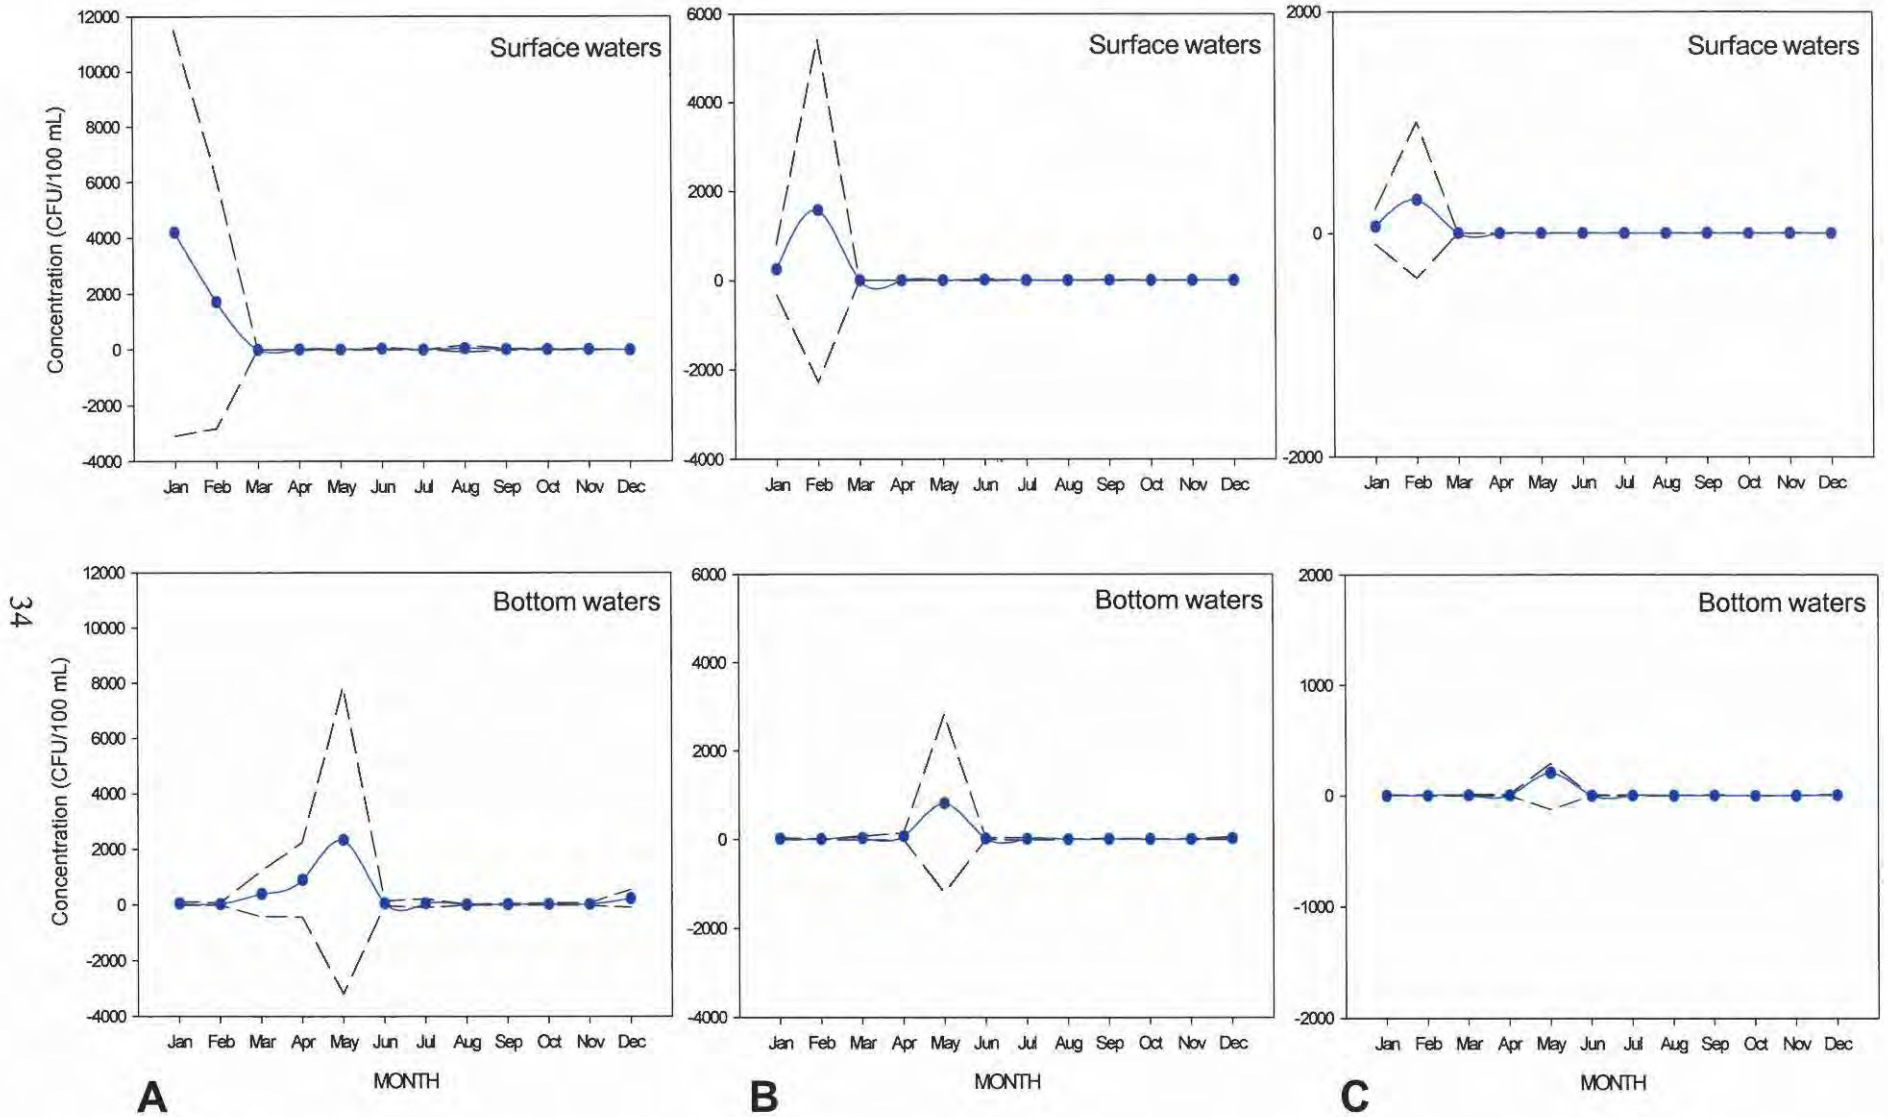 12000
10000
8000
6000
4000
2000
0
-2000
-4000
Concentration (CFU/100 mL)
Surface waters
Jan Feb Mar Apr May Jun Jul Aug Sep Oct Nov Dec
6000
4000
2000
0
-2000
-4000
Surface waters
Jan Feb Mar Apr May Jun Jul Aug Sep Oct Nov Dec
2000
0
-2000
Surface waters
Jan Feb Mar Apr May Jun Jul Aug Sep Oct Nov Dec
34
12000
10000
8000
6000
4000
2000
0
-2000
-4000
Concentration (CFU/100 mL)
Bottom waters
Jan Feb Mar Apr May Jun Jul Aug Sep Oct Nov Dec
MONTH
A
6000
4000
2000
0
-2000
-4000
Bottom waters
Jan Feb Mar Apr May Jun Jul Aug Sep Oct Nov Dec
MONTH
B
2000
1000
0
-1000
-2000
Bottom waters
Jan Feb Mar Apr May Jun Jul Aug Sep Oct Nov Dec
MONTH
C